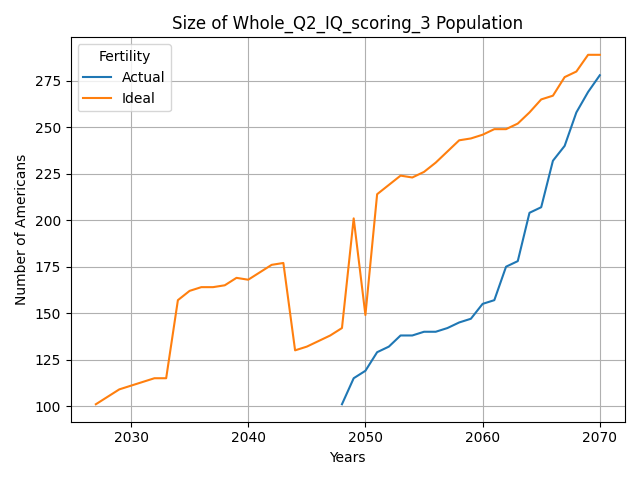 Size of Whole_Q2_IQ_scoring_3 Population
Fertility
Actual
Ideal
275
250
225
200
175
150
125
100
Number of Americans
2030
2040
2050
2060
2070
Years